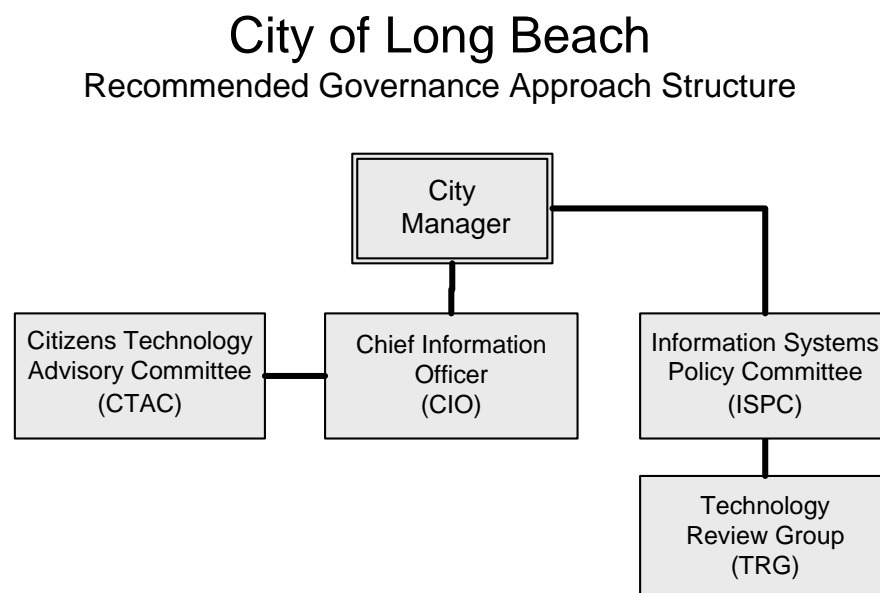 City of Long Beach
Recommended Governance Approach Structure
City
Manager
Citizens Technology
Advisory Committee
(CTAC)
Chief Information
Officer
(CIO)
Information Systems
Policy Committee
(ISPC)
Technology
Review Group
(TRG)